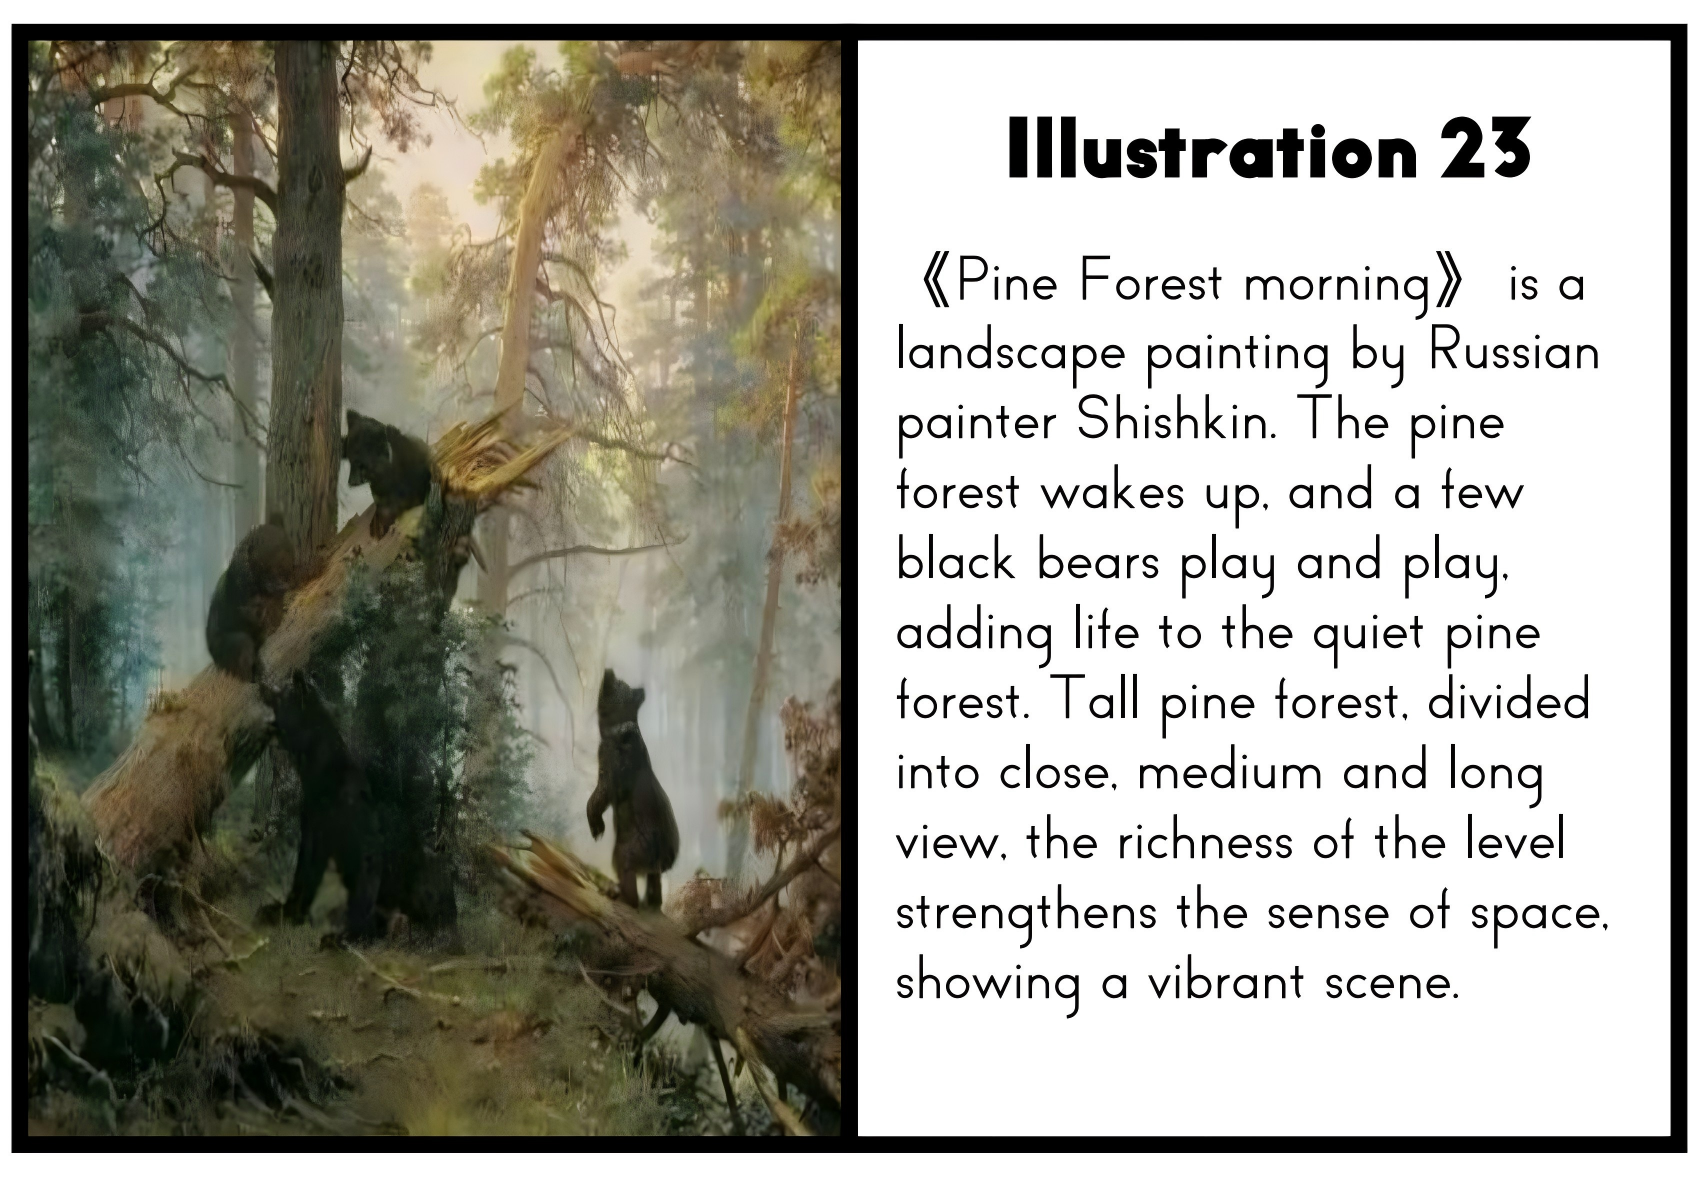 Illustration 23
《Pine Forest morning》 is a
landscape painting by Russian
painter Shishkin. The pine
forest wakes up, and a few
black bears play and play,
adding life to the quiet pine
forest. Tall pine forest, divided
into close, medium and long
view, the richness of the level
strengthens the sense of space,
showing a vibrant scene.